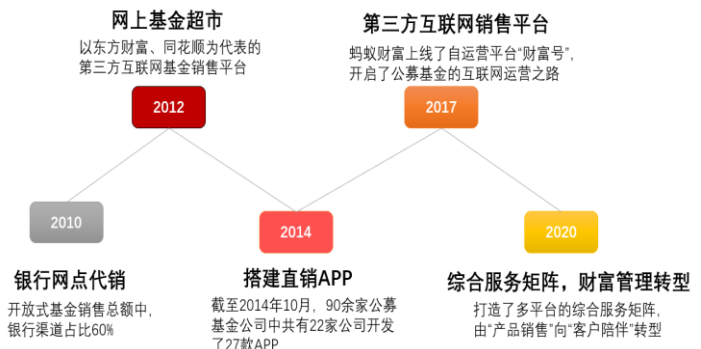 网上基金超市
以东方财富、同花顺为代表的
第三方互联网基金销售平台
2012
第三方互联网销售平台
蚂蚁财富上线了自运营平台“财富号”，
开启了公募基金的互联网运营之路
2017
2010
银行网点代销
开放式基金销售总额中，
银行渠道占比60%
2014
搭建直销APP
截至2014年10月，90余家公募
基金公司中共有22家公司开发
了27款APP
2020
综合服务矩阵，财富管理转型
打造了多平台的综合服务矩阵，
由“产品销售”向“客户陪伴”转型